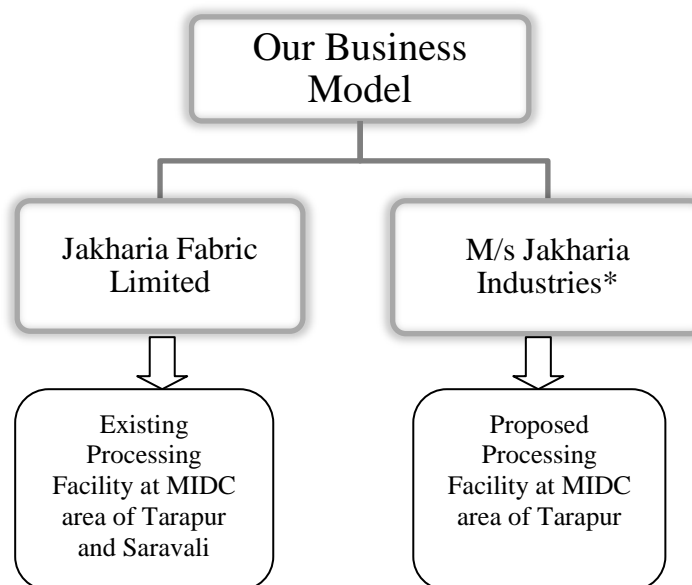 Our Business
Model
Jakharia Fabric
Limited
M/s Jakharia
Industries*
Existing
Processing
Facility at MIDC
area of Tarapur
and Saravali
Proposed
Processing
Facility at MIDC
area of Tarapur